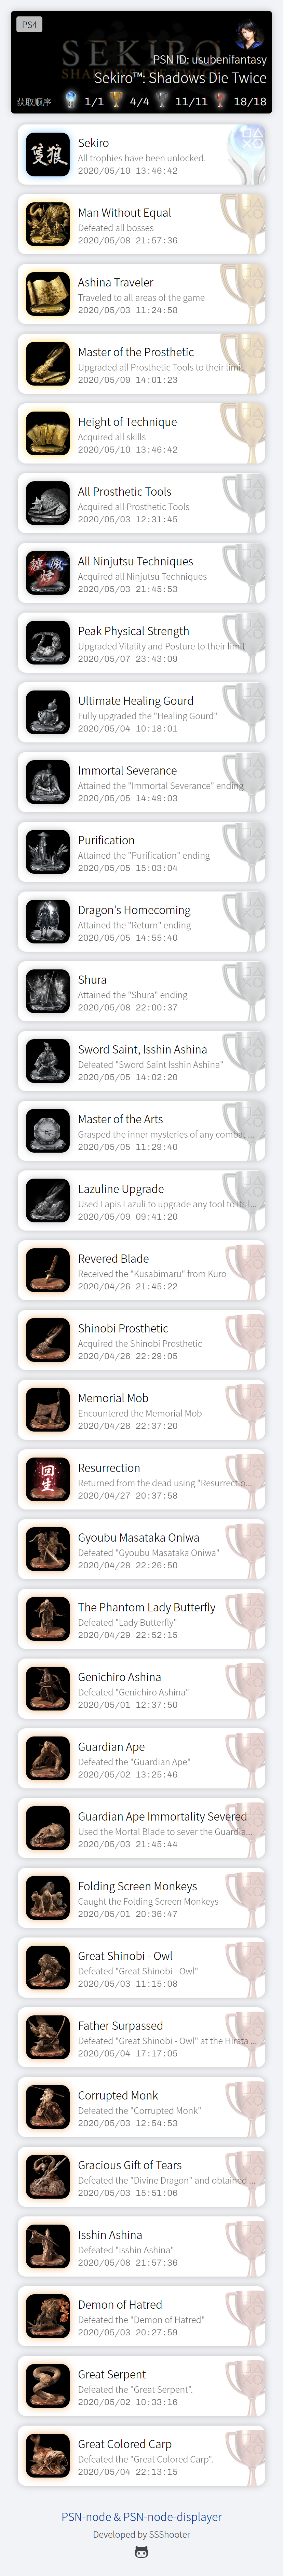 PS4
SEKIRO
SHADOWS DIE TWICE
PSN ID: usubenifantasy
Sekiro™: Shadows Die Twice
获取顺序 1/1 4/4 11/11 18/18
隻狼
Sekiro
All trophies have been unlocked.
2020/05/10 13:46:42
Man Without Equal
Defeated all bosses
2020/05/08 21:57:36
Ashina Traveler
Traveled to all areas of the game
2020/05/03 11:24:58
Master of the Prosthetic
Upgraded all Prosthetic Tools to their limit
2020/05/09 14:01:23
Height of Technique
Acquired all skills
2020/05/10 13:46:42
All Prosthetic Tools
Acquired all Prosthetic Tools
2020/05/03 12:31:45
All Ninjutsu Techniques
Acquired all Ninjutsu Techniques
2020/05/03 21:45:53
Peak Physical Strength
Upgraded Vitality and Posture to their limit
2020/05/07 23:43:09
Ultimate Healing Gourd
Fully upgraded the "Healing Gourd"
2020/05/04 10:18:01
Immortal Severance
Attained the "Immortal Severance" ending
2020/05/05 14:49:03
Purification
Attained the "Purification" ending
2020/05/05 15:03:04
Dragon's Homecoming
Attained the "Return" ending
2020/05/05 14:55:40
Shura
Attained the "Shura" ending
2020/05/08 22:00:37
Sword Saint, Isshin Ashina
Defeated "Sword Saint Isshin Ashina"
2020/05/05 14:02:20
Master of the Arts
Grasped the inner mysteries of any combat ...
2020/05/05 11:29:40
Lazuline Upgrade
Used Lapis Lazuli to upgrade any tool to its l...
2020/05/09 09:41:20
Revered Blade
Received the "Kusabimaru" from Kuro
2020/04/26 21:45:22
Shinobi Prosthetic
Acquired the Shinobi Prosthetic
2020/04/26 22:29:05
Memorial Mob
Encountered the Memorial Mob
2020/04/28 22:37:20
回生
Resurrection
Returned from the dead using "Resurrectio...
2020/04/27 20:37:58
Gyoubu Masataka Oniwa
Defeated "Gyoubu Masataka Oniwa"
2020/04/28 22:26:50
The Phantom Lady Butterfly
Defeated "Lady Butterfly"
2020/04/29 22:52:15
Genichiro Ashina
Defeated "Genichiro Ashina"
2020/05/01 12:37:50
Guardian Ape
Defeated the "Guardian Ape"
2020/05/02 13:25:46
Guardian Ape Immortality Severed
Used the Mortal Blade to sever the Guardia...
2020/05/03 21:45:44
Folding Screen Monkeys
Caught the Folding Screen Monkeys
2020/05/01 20:36:47
Great Shinobi - Owl
Defeated "Great Shinobi - Owl"
2020/05/03 11:15:08
Father Surpassed
Defeated "Great Shinobi - Owl" at the Hirata ...
2020/05/04 17:17:05
Corrupted Monk
Defeated the "Corrupted Monk"
2020/05/03 12:54:53
Gracious Gift of Tears
Defeated the "Divine Dragon" and obtained ...
2020/05/03 15:51:06
Isshin Ashina
Defeated "Isshin Ashina"
2020/05/08 21:57:36
Demon of Hatred
Defeated the "Demon of Hatred"
2020/05/03 20:27:59
Great Serpent
Defeated the "Great Serpent".
2020/05/02 10:33:16
Great Colored Carp
Defeated the "Great Colored Carp".
2020/05/04 22:13:15
PSN-node & PSN-node-displayer
Developed by SSShooter